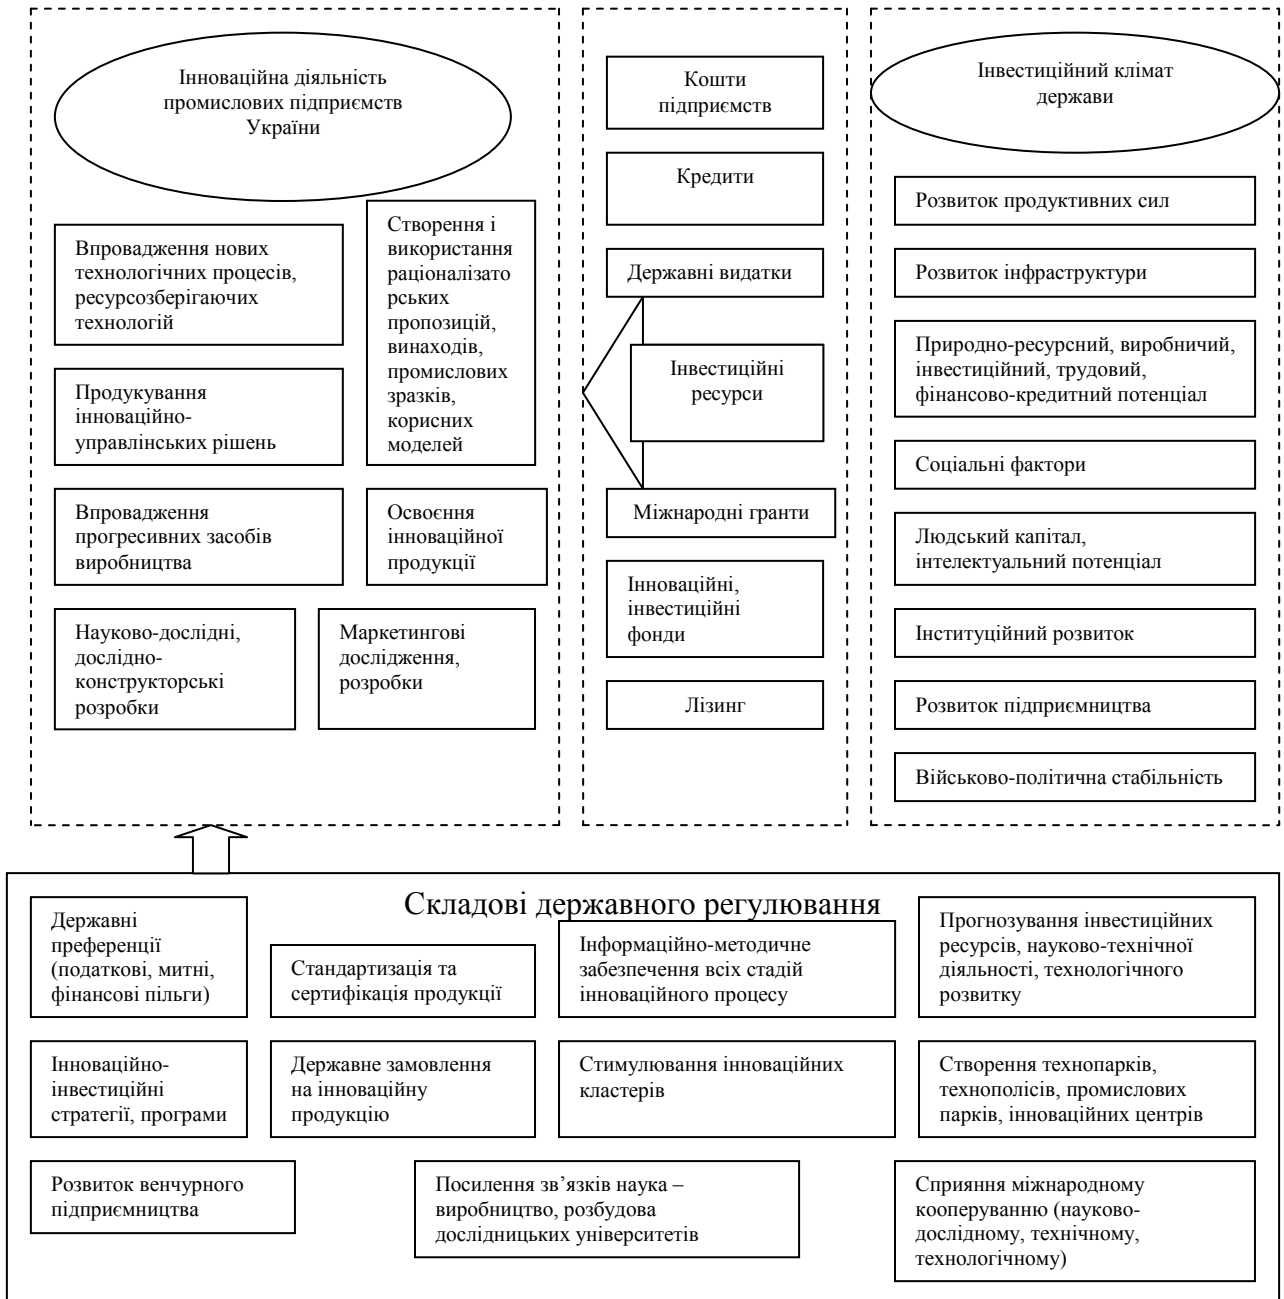 Інноваційна діяльність
промислових підприємств
України
Впровадження нових
технологічних процесів,
ресурсозберігаючих
технологій
Створення і
використання
раціоналізато
рських
пропозицій,
винаходів,
промислових
зразків,
корисних
моделей
Продукування
інноваційно-
управлінських рішень
Впровадження
прогресивних засобів
виробництва
Освоєння
інноваційної
продукції
Науково-дослідні,
дослідно-
конструкторські
розробки
Маркетингові
дослідження,
розробки
Кошти
підприємств
Кредити
Державні видатки
Інвестиційні
ресурси
Міжнародні гранти
Інноваційні,
інвестиційні
фонди
Лізинг
Інвестиційний клімат
держави
Розвиток продуктивних сил
Розвиток інфраструктури
Природно-ресурсний, виробничий,
інвестиційний, трудовий,
фінансово-кредитний потенціал
Соціальні фактори
Людський капітал,
інтелектуальний потенціал
Інституційний розвиток
Розвиток підприємництва
Військово-політична стабільність
Складові державного регулювання
Державні
преференції
(податкові, митні,
фінансові пільги)
Стандартизація та
сертифікація продукції
Інформаційно-методичне
забезпечення всіх стадій
інноваційного процесу
Прогнозування інвестиційних
ресурсів, науково-технічної
діяльності, технологічного
розвитку
Інноваційно-
інвестиційні
стратегії, програми
Державне замовлення
на інноваційну
продукцію
Стимулювання інноваційних
кластерів
Створення технопарків,
технополісів, промислових
парків, інноваційних центрів
Розвиток венчурного
підприємництва
Посилення зв’язків наука –
виробництво, розбудова
дослідницьких університетів
Сприяння міжнародному
кооперуванню (науково-
дослідному, технічному,
технологічному)